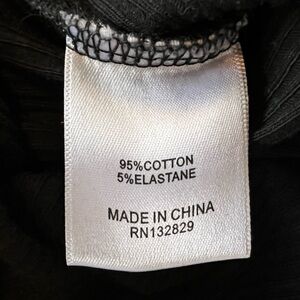 95%COTTON
5%ELASTANE
MADE IN CHINA
RN132829